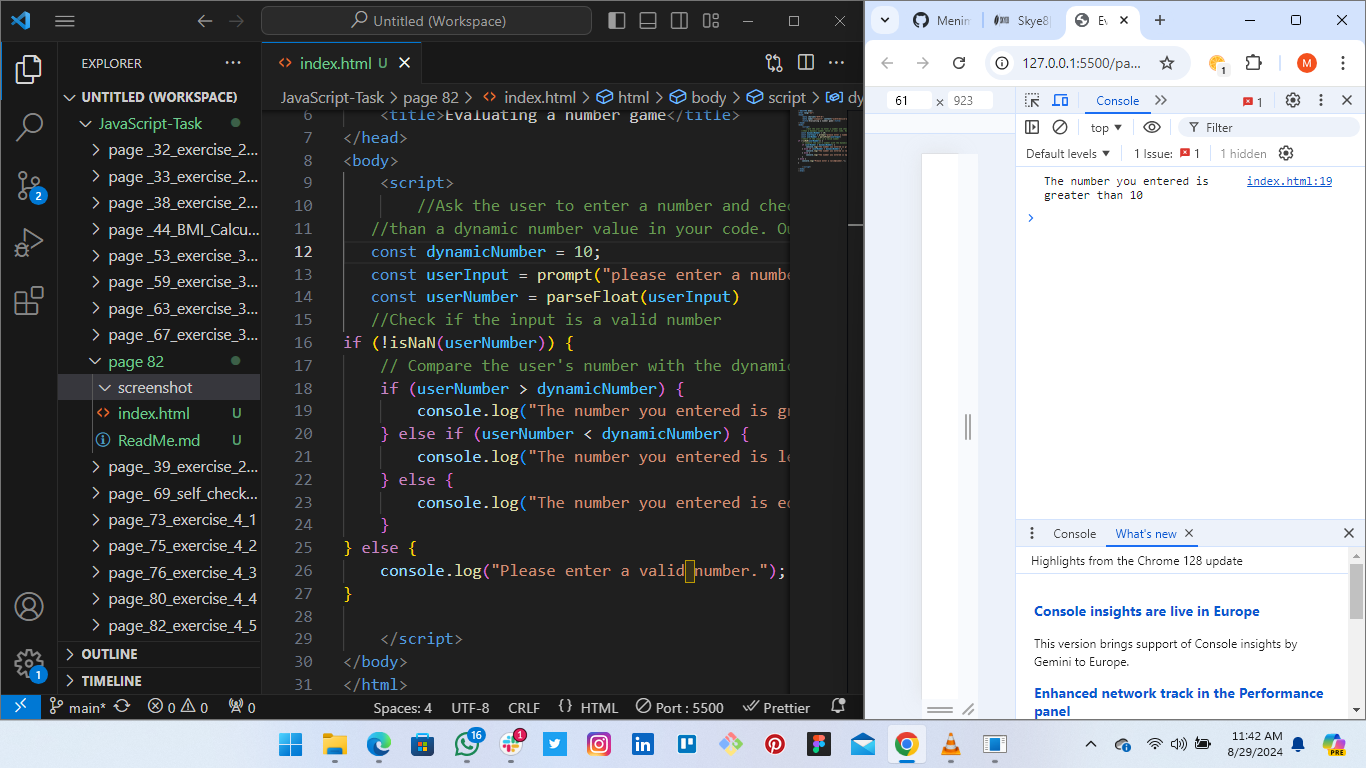 Untitled (Workspace)
EXPLORER
UNTITLED (WORKSPACE)
JavaScript-Task
page _32_exercise_2...
page _33_exercise_2...
page _38_exercise_2...
page _44_BMI_Calcu...
page _53_exercise_3...
page _59_exercise_3...
page _63_exercise_3...
page _67_exercise_3...
page 82
screenshot
index.html U
ReadMe.md U
page_ 39_exercise_2...
page_ 69_self_check...
page_73_exercise_4_1
page_75_exercise_4_2
page_76_exercise_4_3
page_80_exercise_4_4
page_82_exercise_4_5
OUTLINE
TIMELINE
2
1
index.html U
JavaScript-Task > page 82 > index.html > html > body > script > dy
6 <title>Evaluating a number game</title>
7 </head>
8 <body>
9 <script>
10 //Ask the user to enter a number and chec
11 //than a dynamic number value in your code. Ou
12 const dynamicNumber = 10;
13 const userInput = prompt("please enter a numbe
14 const userNumber = parseFloat(userInput)
15 //Check if the input is a valid number
16 if (!isNaN(userNumber)) {
17 // Compare the user's number with the dynamic
18 if (userNumber > dynamicNumber) {
19 console.log("The number you entered is gr
20 } else if (userNumber < dynamicNumber) {
21 console.log("The number you entered is le
22 } else {
23 console.log("The number you entered is eq
24 }
25 } else {
26 console.log("Please enter a valid number.");
27 }
28
29 </script>
30 </body>
31 </html>
main* 0 0 0 Spaces: 4 UTF-8 CRLF {} HTML Port : 5500 Prettier
Menin Skye8 Ev
127.0.0.1:5500/pa... 1 M
61 × 923
Console 1
top Filter
Default levels 1 Issue: 1 1 hidden
The number you entered is index.html:19
greater than 10
Console What's new
Highlights from the Chrome 128 update
Console insights are live in Europe
This version brings support of Console insights by
Gemini to Europe.
Enhanced network track in the Performance
panel
16 1
11:42 AM
8/29/2024
PRE